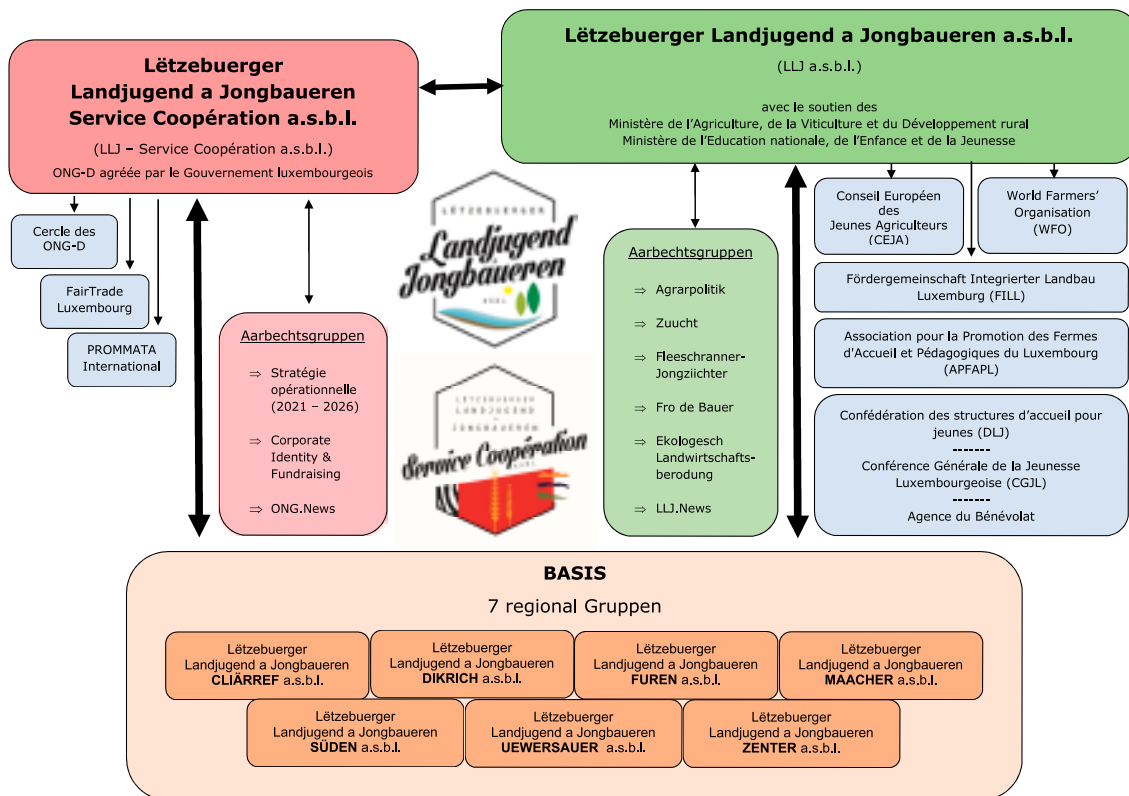 Lëtzebuerger
Landjugend a Jongbaueren
Service Coopération a.s.b.l.
(LLJ – Service Coopération a.s.b.l.)
ONG-D agréée par le Gouvernement luxembourgeois
Lëtzebuerger Landjugend a Jongbaueren a.s.b.l.
(LLJ a.s.b.l.)
avec le soutien des
Ministère de l'Agriculture, de la Viticulture et du Développement rural
Ministère de l'Education nationale, de l'Enfance et de la Jeunesse
Cercle des
ONG-D
FairTrade
Luxembourg
PROMMATA
International
Aarbechtsgruppen
⇒ Stratégie
opérationnelle
(2021 – 2026)
⇒ Corporate
Identity &
Fundraising
⇒ ONG.News
LËTZEBUERGER
Landjugend
Jongbaueren
ASBL
LËTZEBUERGER
LANDJUGEND
JONGBAUEREN
Service Coopération
ASBL
Aarbechtsgruppen
⇒ Agrarpolitik
⇒ Zuucht
⇒ Fleeschranner-
Jongziichter
⇒ Fro de Bauer
⇒ Ekologesch
Landwirtschafts-
berodung
⇒ LLJ.News
Conseil Européen
des
Jeunes Agriculteurs
(CEJA)
World Farmers'
Organisation
(WFO)
Fördergemeinschaft Integrierter Landbau
Luxemburg (FILL)
Association pour la Promotion des Fermes
d'Accueil et Pédagogiques du Luxembourg
(APFAPL)
Confédération des structures d'accueil pour
jeunes (DLJ)
-------
Conférence Générale de la Jeunesse
Luxembourgeoise (CGJL)
-------
Agence du Bénévolat
BASIS
7 regional Gruppen
Lëtzebuerger
Landjugend a Jongbaueren
CLIÄRREF a.s.b.l.
Lëtzebuerger
Landjugend a Jongbaueren
DIKRICH a.s.b.l.
Lëtzebuerger
Landjugend a Jongbaueren
FUREN a.s.b.l.
Lëtzebuerger
Landjugend a Jongbaueren
MAACHER a.s.b.l.
Lëtzebuerger
Landjugend a Jongbaueren
SÜDEN a.s.b.l.
Lëtzebuerger
Landjugend a Jongbaueren
UEWERSAUER a.s.b.l.
Lëtzebuerger
Landjugend a Jongbaueren
ZENTER a.s.b.l.